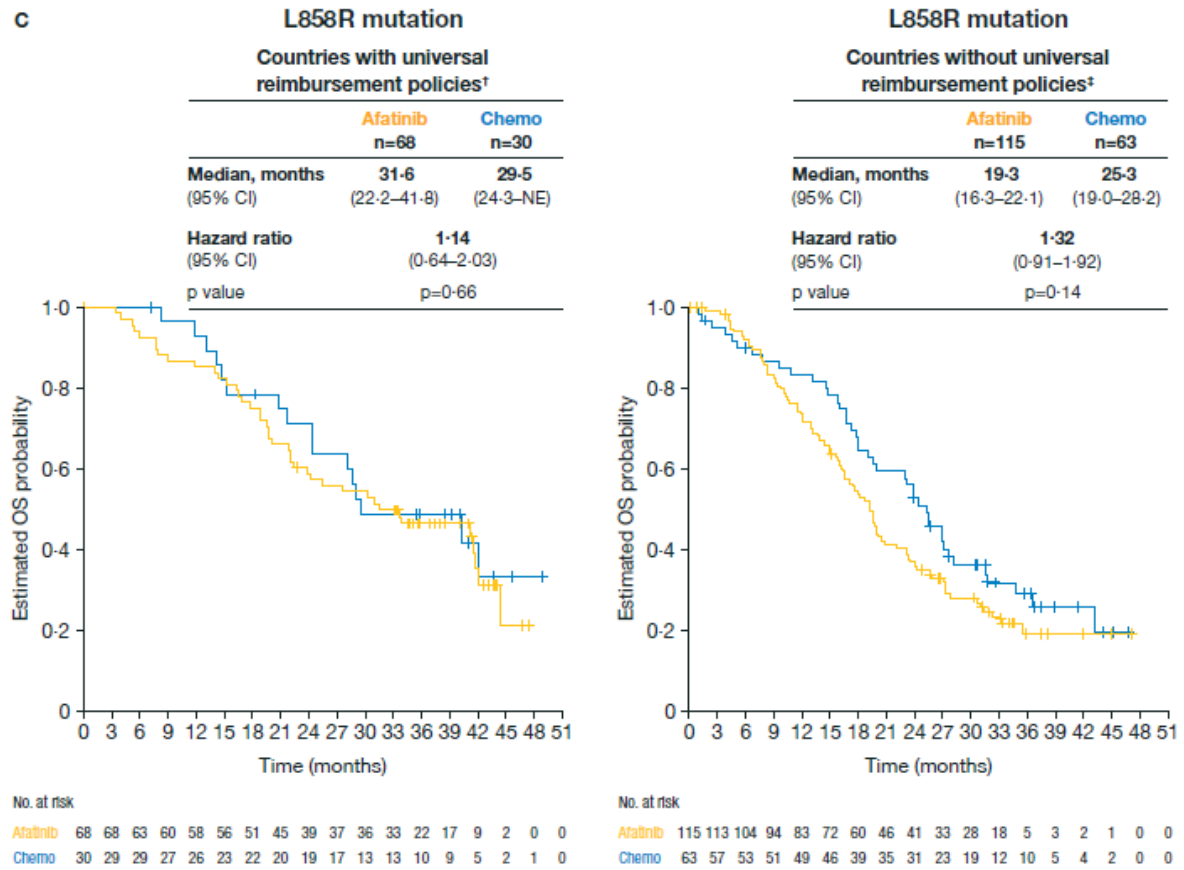 C
L858R mutation
Countries with universal
reimbursement policies†
Afatinib Chemo
n=68 n=30
Median, months 31·6 29·5
(95% CI) (22·2–41·8) (24·3–NE)
Hazard ratio 1·14
(95% CI) (0·64–2·03)
p value p=0·66
1·0
0·8
0·6
0·4
0·2
0
Estimated OS probability
0 3 6 9 12 15 18 21 24 27 30 33 36 39 42 45 48 51
Time (months)
No. at risk
Afatinib 68 68 63 60 58 56 51 45 39 37 36 33 22 17 9 2 0 0
Chemo 30 29 29 27 26 23 22 20 19 17 13 13 10 9 5 2 1 0
L858R mutation
Countries without universal
reimbursement policies‡
Afatinib Chemo
n=115 n=63
Median, months 19·3 25·3
(95% CI) (16·3–22·1) (19·0–28·2)
Hazard ratio 1·32
(95% CI) (0·91–1·92)
p value p=0·14
1·0
0·8
0·6
0·4
0·2
0
Estimated OS probability
0 3 6 9 12 15 18 21 24 27 30 33 36 39 42 45 48 51
Time (months)
No. at risk
Afatinib 115 113 104 94 83 72 60 46 41 33 28 18 5 3 2 1 0 0
Chemo 63 57 53 51 49 46 39 35 31 23 19 12 10 5 4 2 0 0